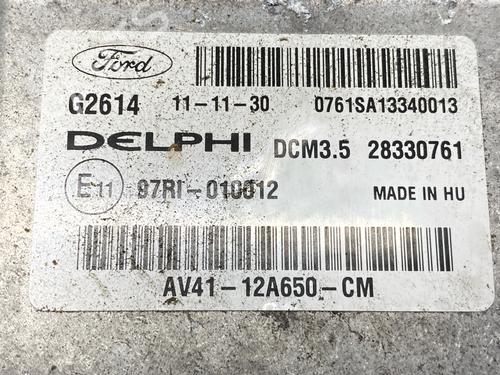 Ford
G2614 11-11-30 0761SA13340013
DELPHI DCM3.5 28330761
E11 97RI-010012 MADE IN HU
AV41-12A650-CM